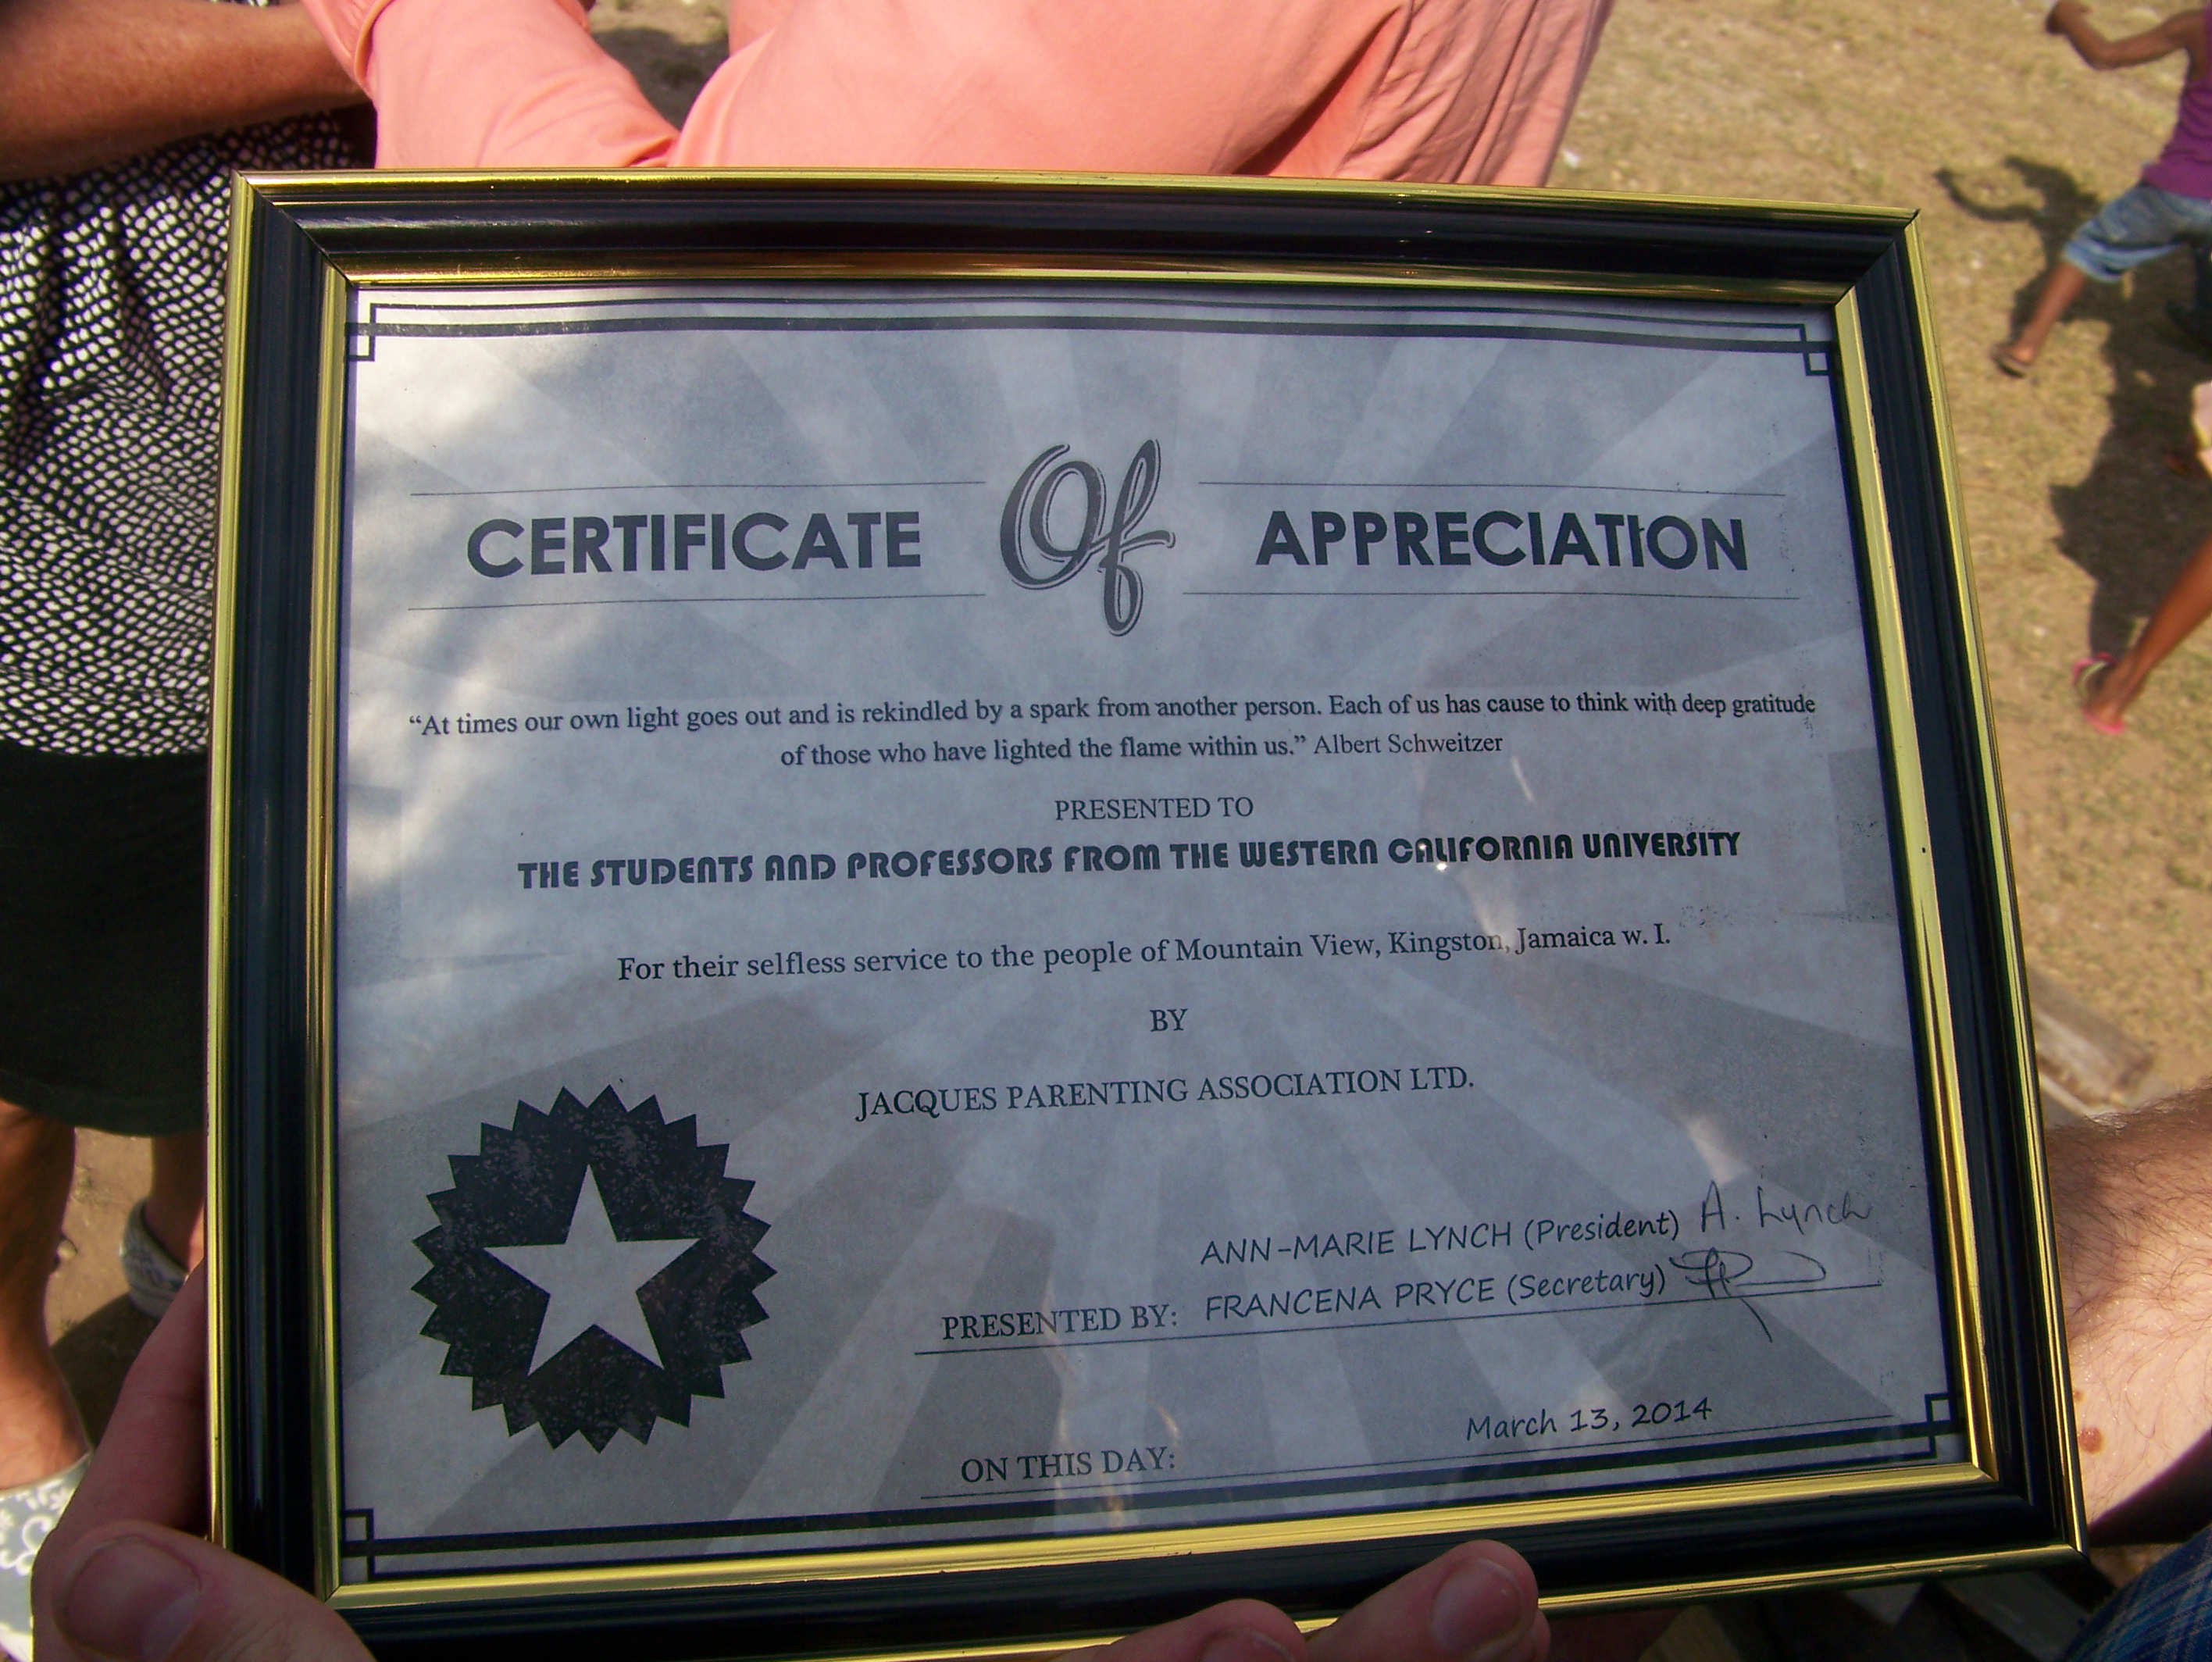 CERTIFICATE Of APPRECIATION
“At times our own light goes out and is rekindled by a spark from another person. Each of us has cause to think with deep gratitude
of those who have lighted the flame within us.” Albert Schweitzer
PRESENTED TO
THE STUDENTS AND PROFESSORS FROM THE WESTERN CALIFORNIA UNIVERSITY
For their selfless service to the people of Mountain View, Kingston, Jamaica w. I.
BY
JACQUES PARENTING ASSOCIATION LTD.
ANN-MARIE LYNCH (President) A. Lynch
PRESENTED BY: FRANCENA PRYCE (Secretary)
March 13, 2014
ON THIS DAY: